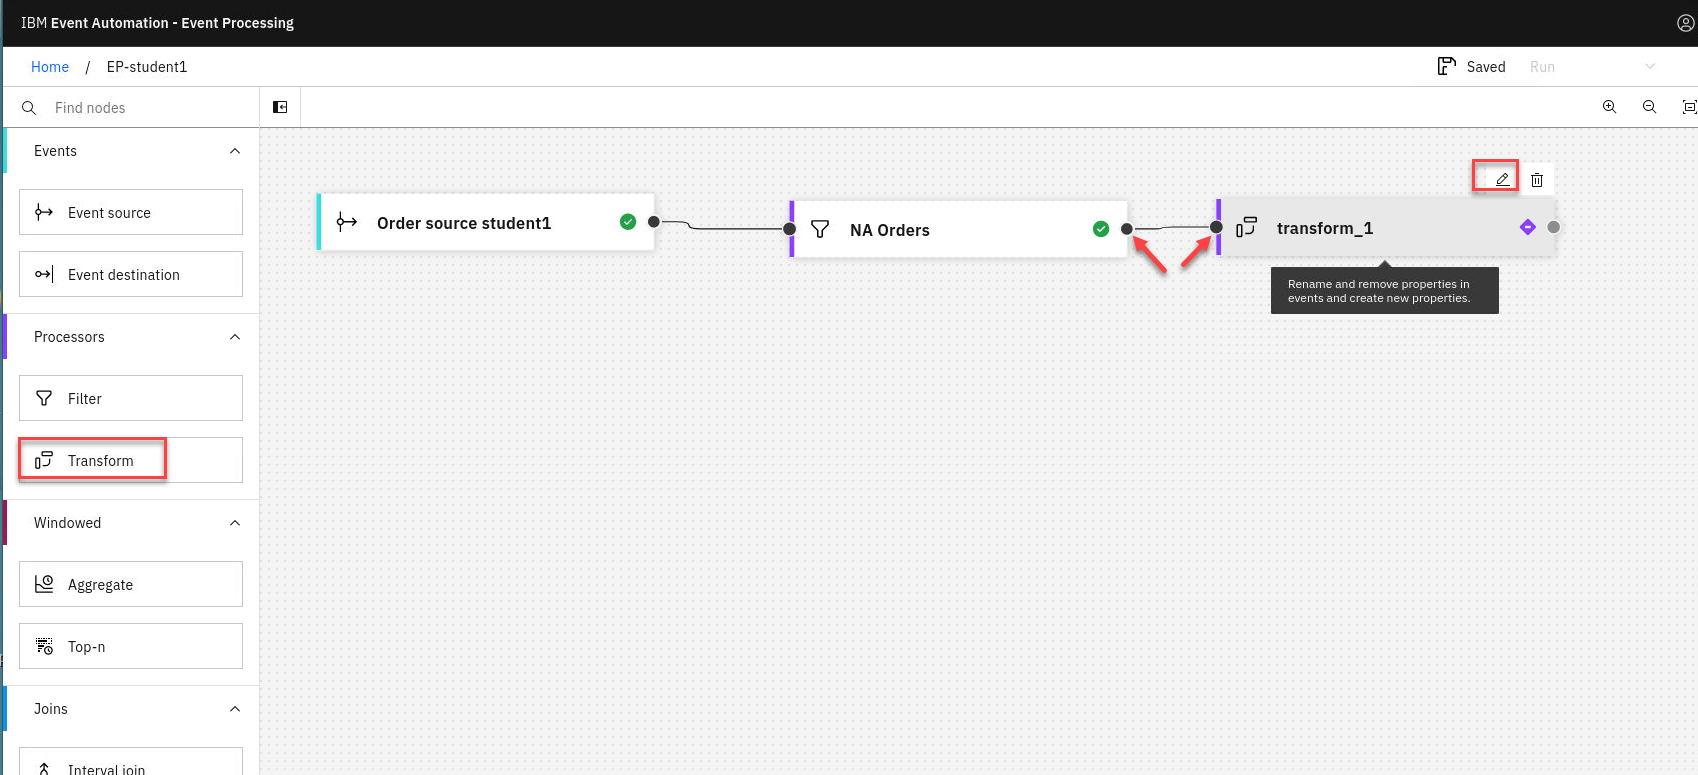 IBM Event Automation - Event Processing
Home / EP-student1
Saved Run
Find nodes
Events
Event source
Event destination
Processors
Filter
Transform
Windowed
Aggregate
Top-n
Joins
Interval join
Order source student1
NA Orders
transform_1
Rename and remove properties in
events and create new properties.